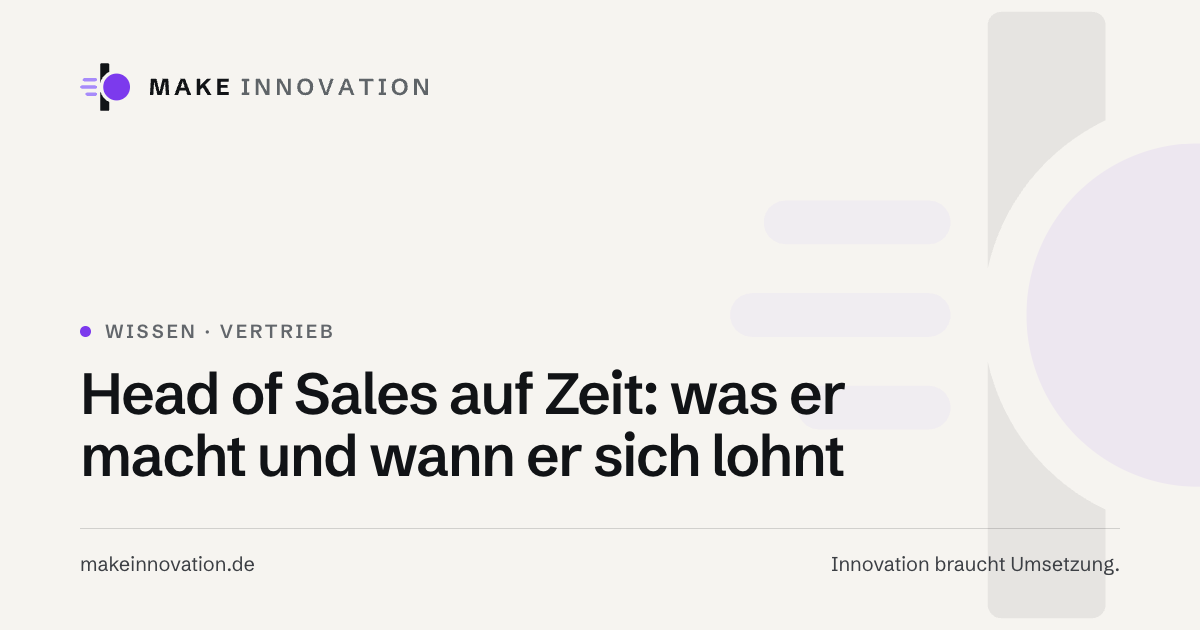 MAKE INNOVATION
WISSEN · VERTRIEB
Head of Sales auf Zeit: was er
macht und wann er sich lohnt
makeinnovation.de
Innovation braucht Umsetzung.